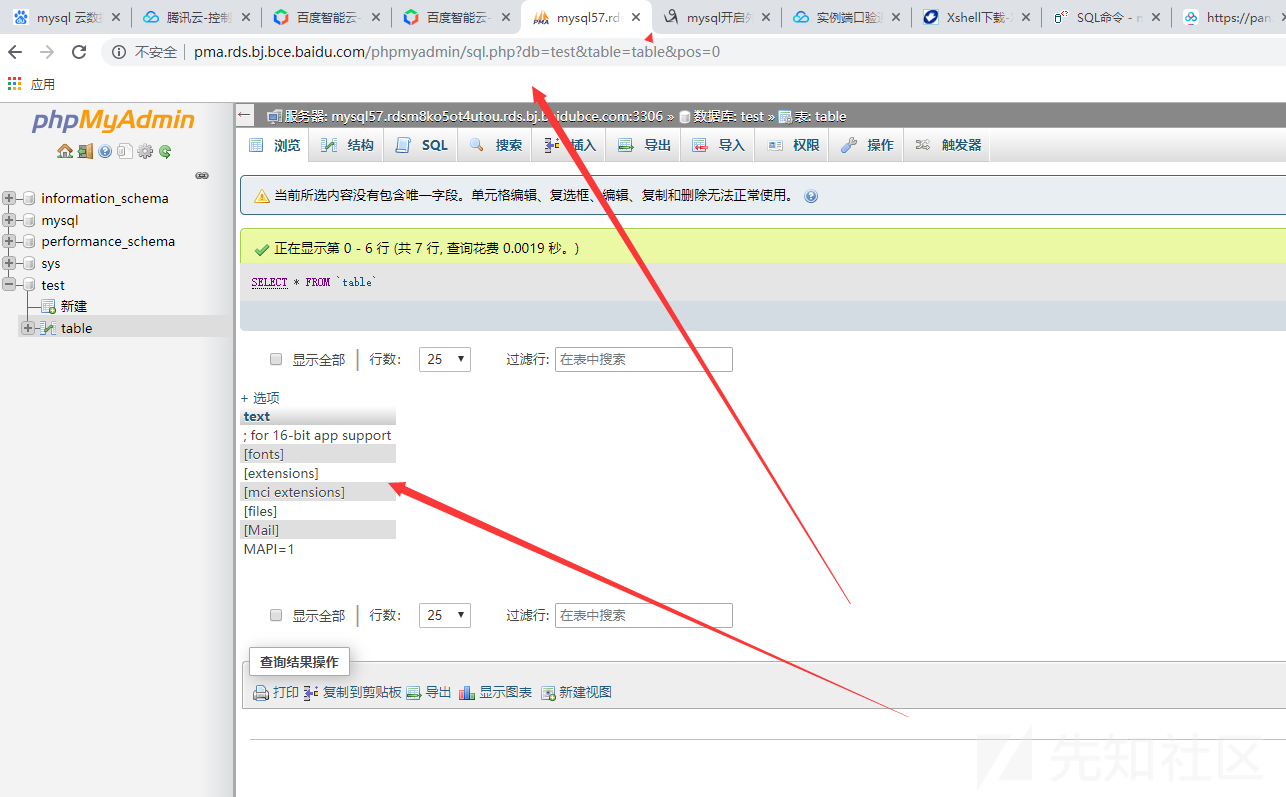 mysql 云数
腾讯云-控制
百度智能云-
百度智能云-
mysql57.rd
mysql开启外
实例端口验
Xshell下载-
SQL命令 - m
https://pan
不安全 pma.rds.bj.bce.baidu.com/phpmyadmin/sql.php?db=test&table=table&pos=0
应用
phpMyAdmin
information_schema
mysql
performance_schema
sys
test
新建
table
服务器: mysql57.rdsm8ko5ot4utou.rds.bj.baidubce.com:3306 » 数据库: test » 表: table
浏览 结构 SQL 搜索 插入 导出 导入 权限 操作 触发器
当前所选内容没有包含唯一字段。单元格编辑、复选框、编辑、复制和删除无法正常使用。
正在显示第 0 - 6 行 (共 7 行, 查询花费 0.0019 秒。)
SELECT * FROM `table`
显示全部 行数: 25 过滤行: 在表中搜索
+ 选项
text
; for 16-bit app support
[fonts]
[extensions]
[mci extensions]
[files]
[Mail]
MAPI=1
显示全部 行数: 25 过滤行: 在表中搜索
查询结果操作
打印 复制到剪贴板 导出 显示图表 新建视图
先知社区